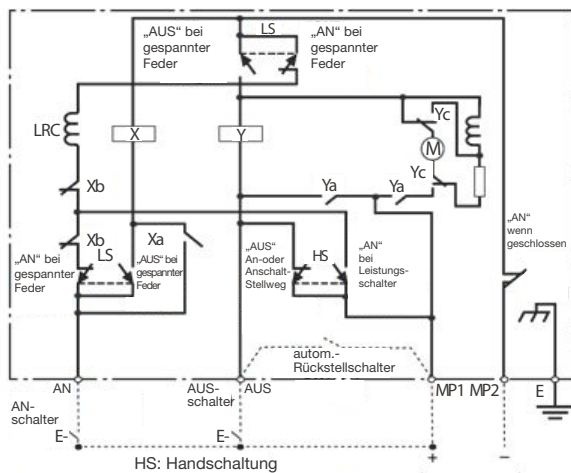 „AUS“ bei
gespannter
Feder
LS
„AN“ bei
gespannter
Feder
LRC
X
Y
Yc
M
Yc
Xb
Ya
Ya
Xb
LS
Xa
„AN“ bei
gespannter
Feder
„AUS“ bei
gespannter
Feder
„AUS“
An-oder
Anschalt-
Stellweg
HS
„AN“
bei
Leistungs-
schalter
„AN“
wenn
geschlossen
autom.-
Rückstellschalter
AN
AUS-
schalter
AUS
MP1
MP2
E
AN-
schalter
E-
E-
+
–
HS: Handschaltung